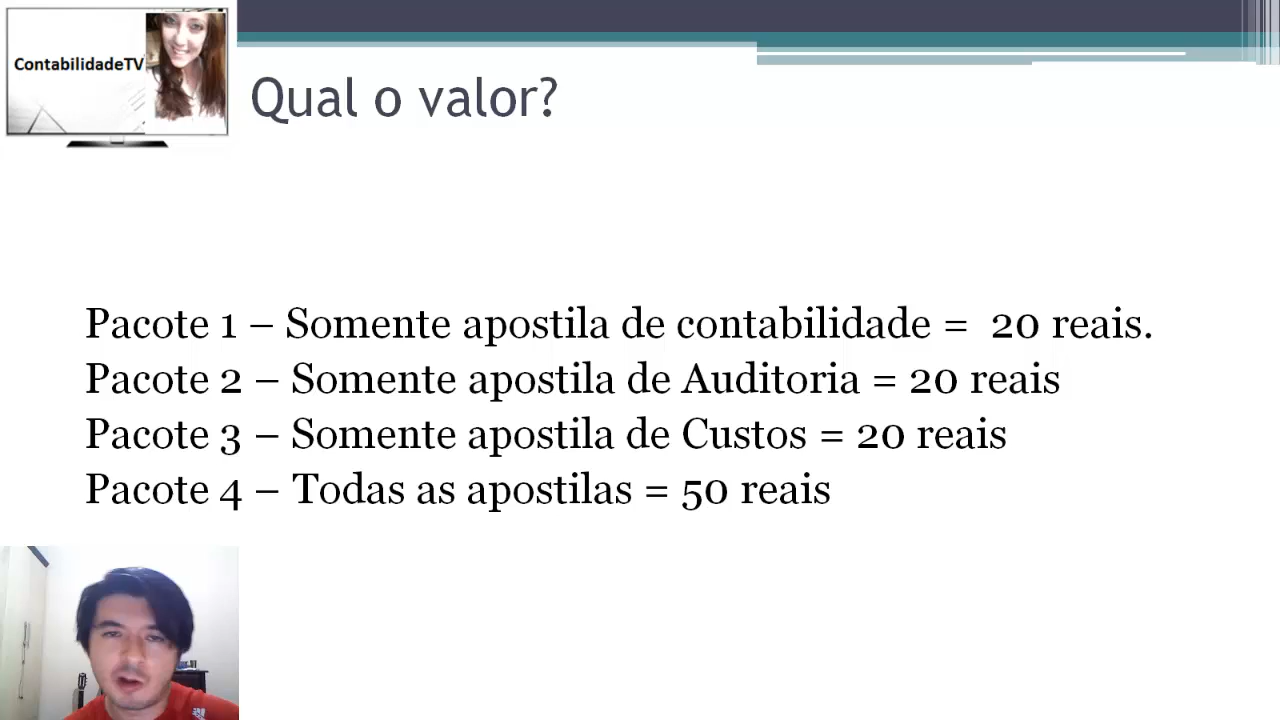 ContabilidadeTV
Qual o valor?
Pacote 1 – Somente apostila de contabilidade =  20 reais.
Pacote 2 – Somente apostila de Auditoria = 20 reais
Pacote 3 – Somente apostila de Custos = 20 reais
Pacote 4 – Todas as apostilas = 50 reais